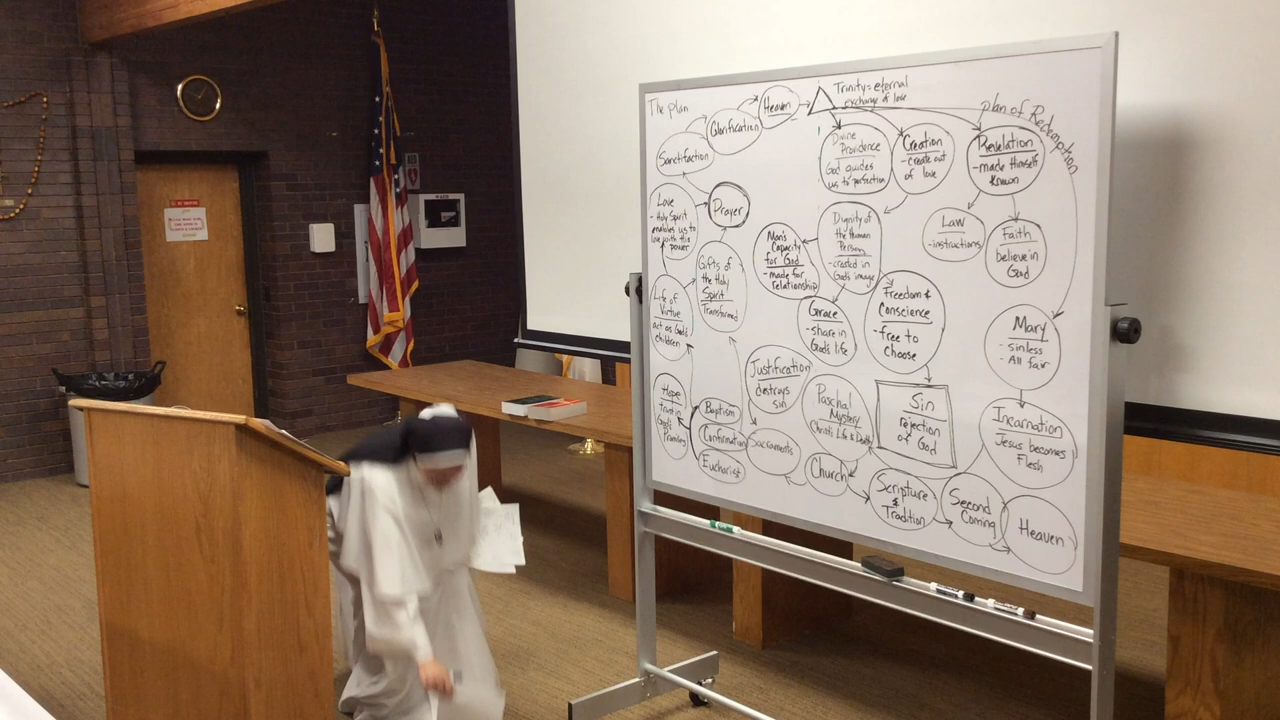 The plan
Heaven
Trinity = eternal
exchange of love
plan of Redemption
Glorification
Sanctifaction
Divine
Providence
God guides
us to perfection
Creation
- create out
of love
Revelation
- made Himself
Known
Love
- Holy Spirit
enables us to
love with His
power
Prayer
Man's
Capacity
for God
- made for
relationship
Dignity of
the Human
Person
- created in
God's image
Law
- instructions
Faith
believe in
God
Gifts of
the Holy
Spirit
Transformed
Life of
Virtue
act as God's
children
Grace
- share in
God's life
Freedom &
Conscience
- free to
choose
Mary
- sinless
- All fair
Justification
destroys
sin
Paschal
Mystery
Christ's Life & Death
Sin
rejection
of God
Incarnation
Jesus becomes
Flesh
Hope
trust in
God's
Promises
Baptism
Confirmation
Eucharist
Sacraments
Church
Scripture
&
Tradition
Second
Coming
Heaven